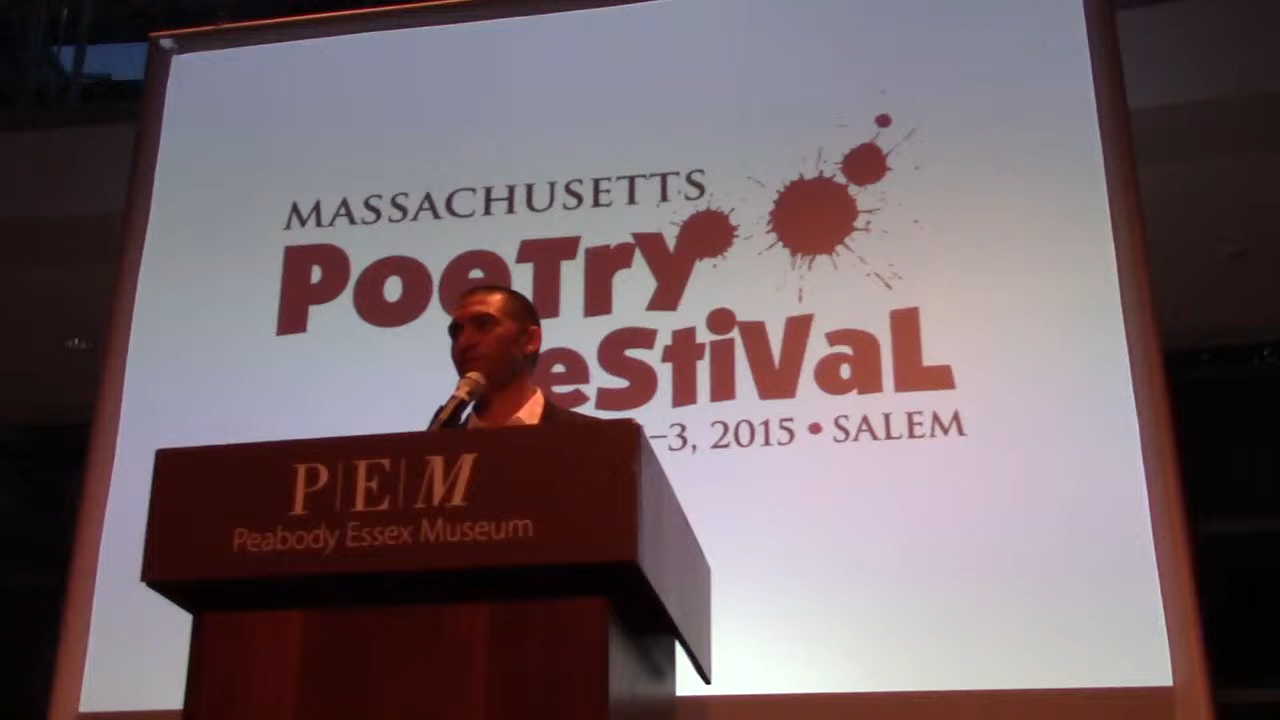 MASSACHUSETTS
PoeTry
eSTiVaL
–3, 2015 • SALEM
P|E|M
Peabody Essex Museum